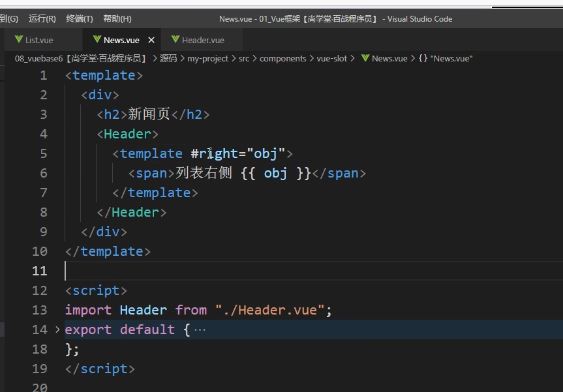 到(G) 运行(R) 终端(T) 帮助(H) News.vue - 01_Vue框架【尚学堂·百战程序员】 - Visual Studio Code
List.vue News.vue × Header.vue
08_vuebase6【尚学堂·百战程序员】 > 源码 > my-project > src > components > vue-slot > News.vue > {} "News.vue"
1 <template>
2 <div>
3 <h2>新闻页</h2>
4 <Header>
5 <template #right="obj">
6 <span>列表右侧 {{ obj }}</span>
7 </template>
8 </Header>
9 </div>
10 </template>
11
12 <script>
13 import Header from "./Header.vue";
14 > export default { ⋯
18 };
19 </script>
20